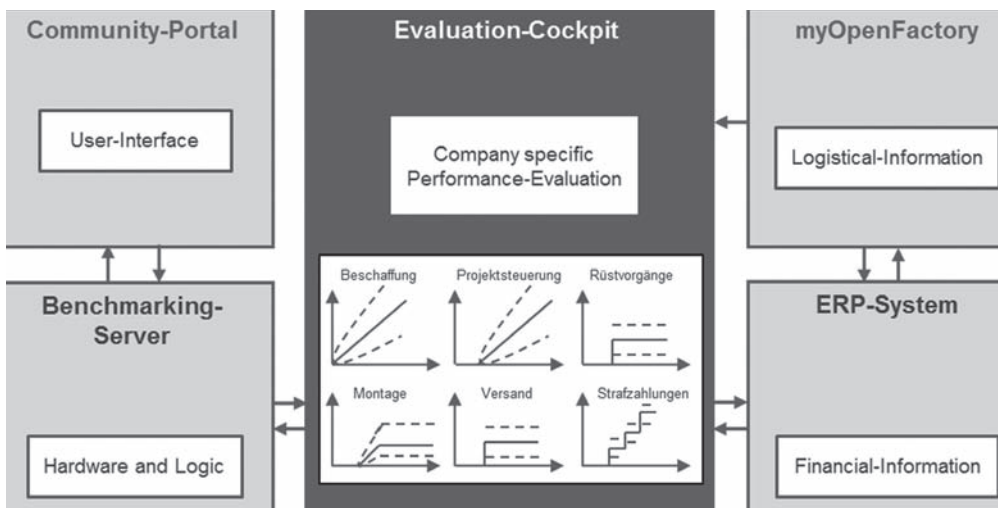 Community-Portal
User-Interface
Evaluation-Cockpit
Company specific
Performance-Evaluation
myOpenFactory
Logistical-Information
Beschaffung
Projektsteuerung
Rüstvorgänge
Montage
Versand
Strafzahlungen
Benchmarking-
Server
Hardware and Logic
ERP-System
Financial-Information